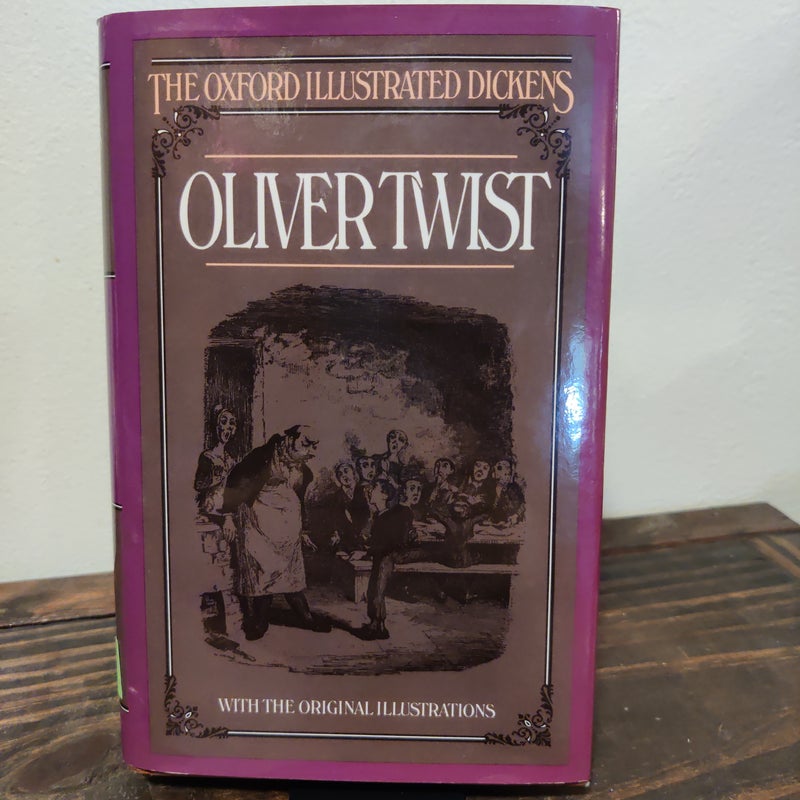 THE OXFORD ILLUSTRATED DICKENS
OLIVER TWIST
WITH THE ORIGINAL ILLUSTRATIONS